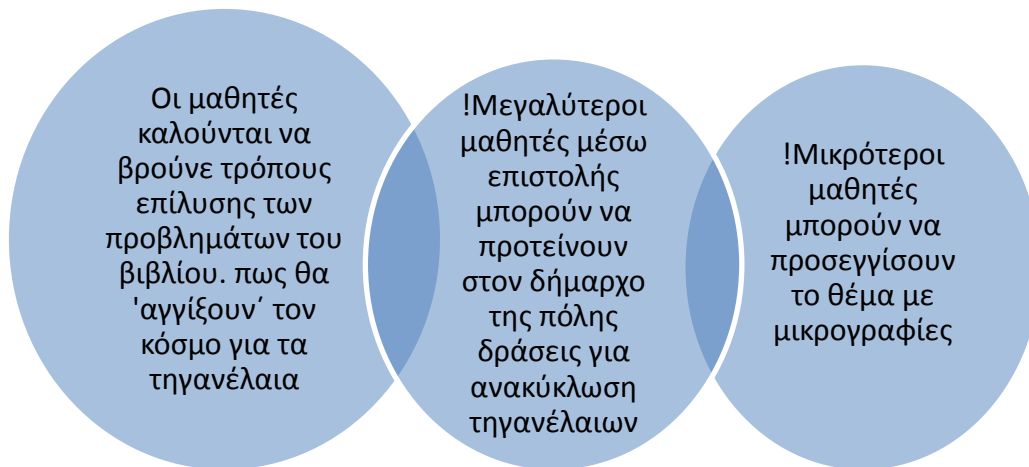 Οι μαθητές
καλούνται να
βρούνε τρόπους
επίλυσης των
προβλημάτων του
βιβλίου. πως θα
'αγγίξουν΄ τον
κόσμο για τα
τηγανέλαια
!Μεγαλύτεροι
μαθητές μέσω
επιστολής
μπορούν να
προτείνουν
στον δήμαρχο
της πόλης
δράσεις για
ανακύκλωση
τηγανέλαιων
!Μικρότεροι
μαθητές
μπορούν να
προσεγγίσουν
το θέμα με
μικρογραφίες